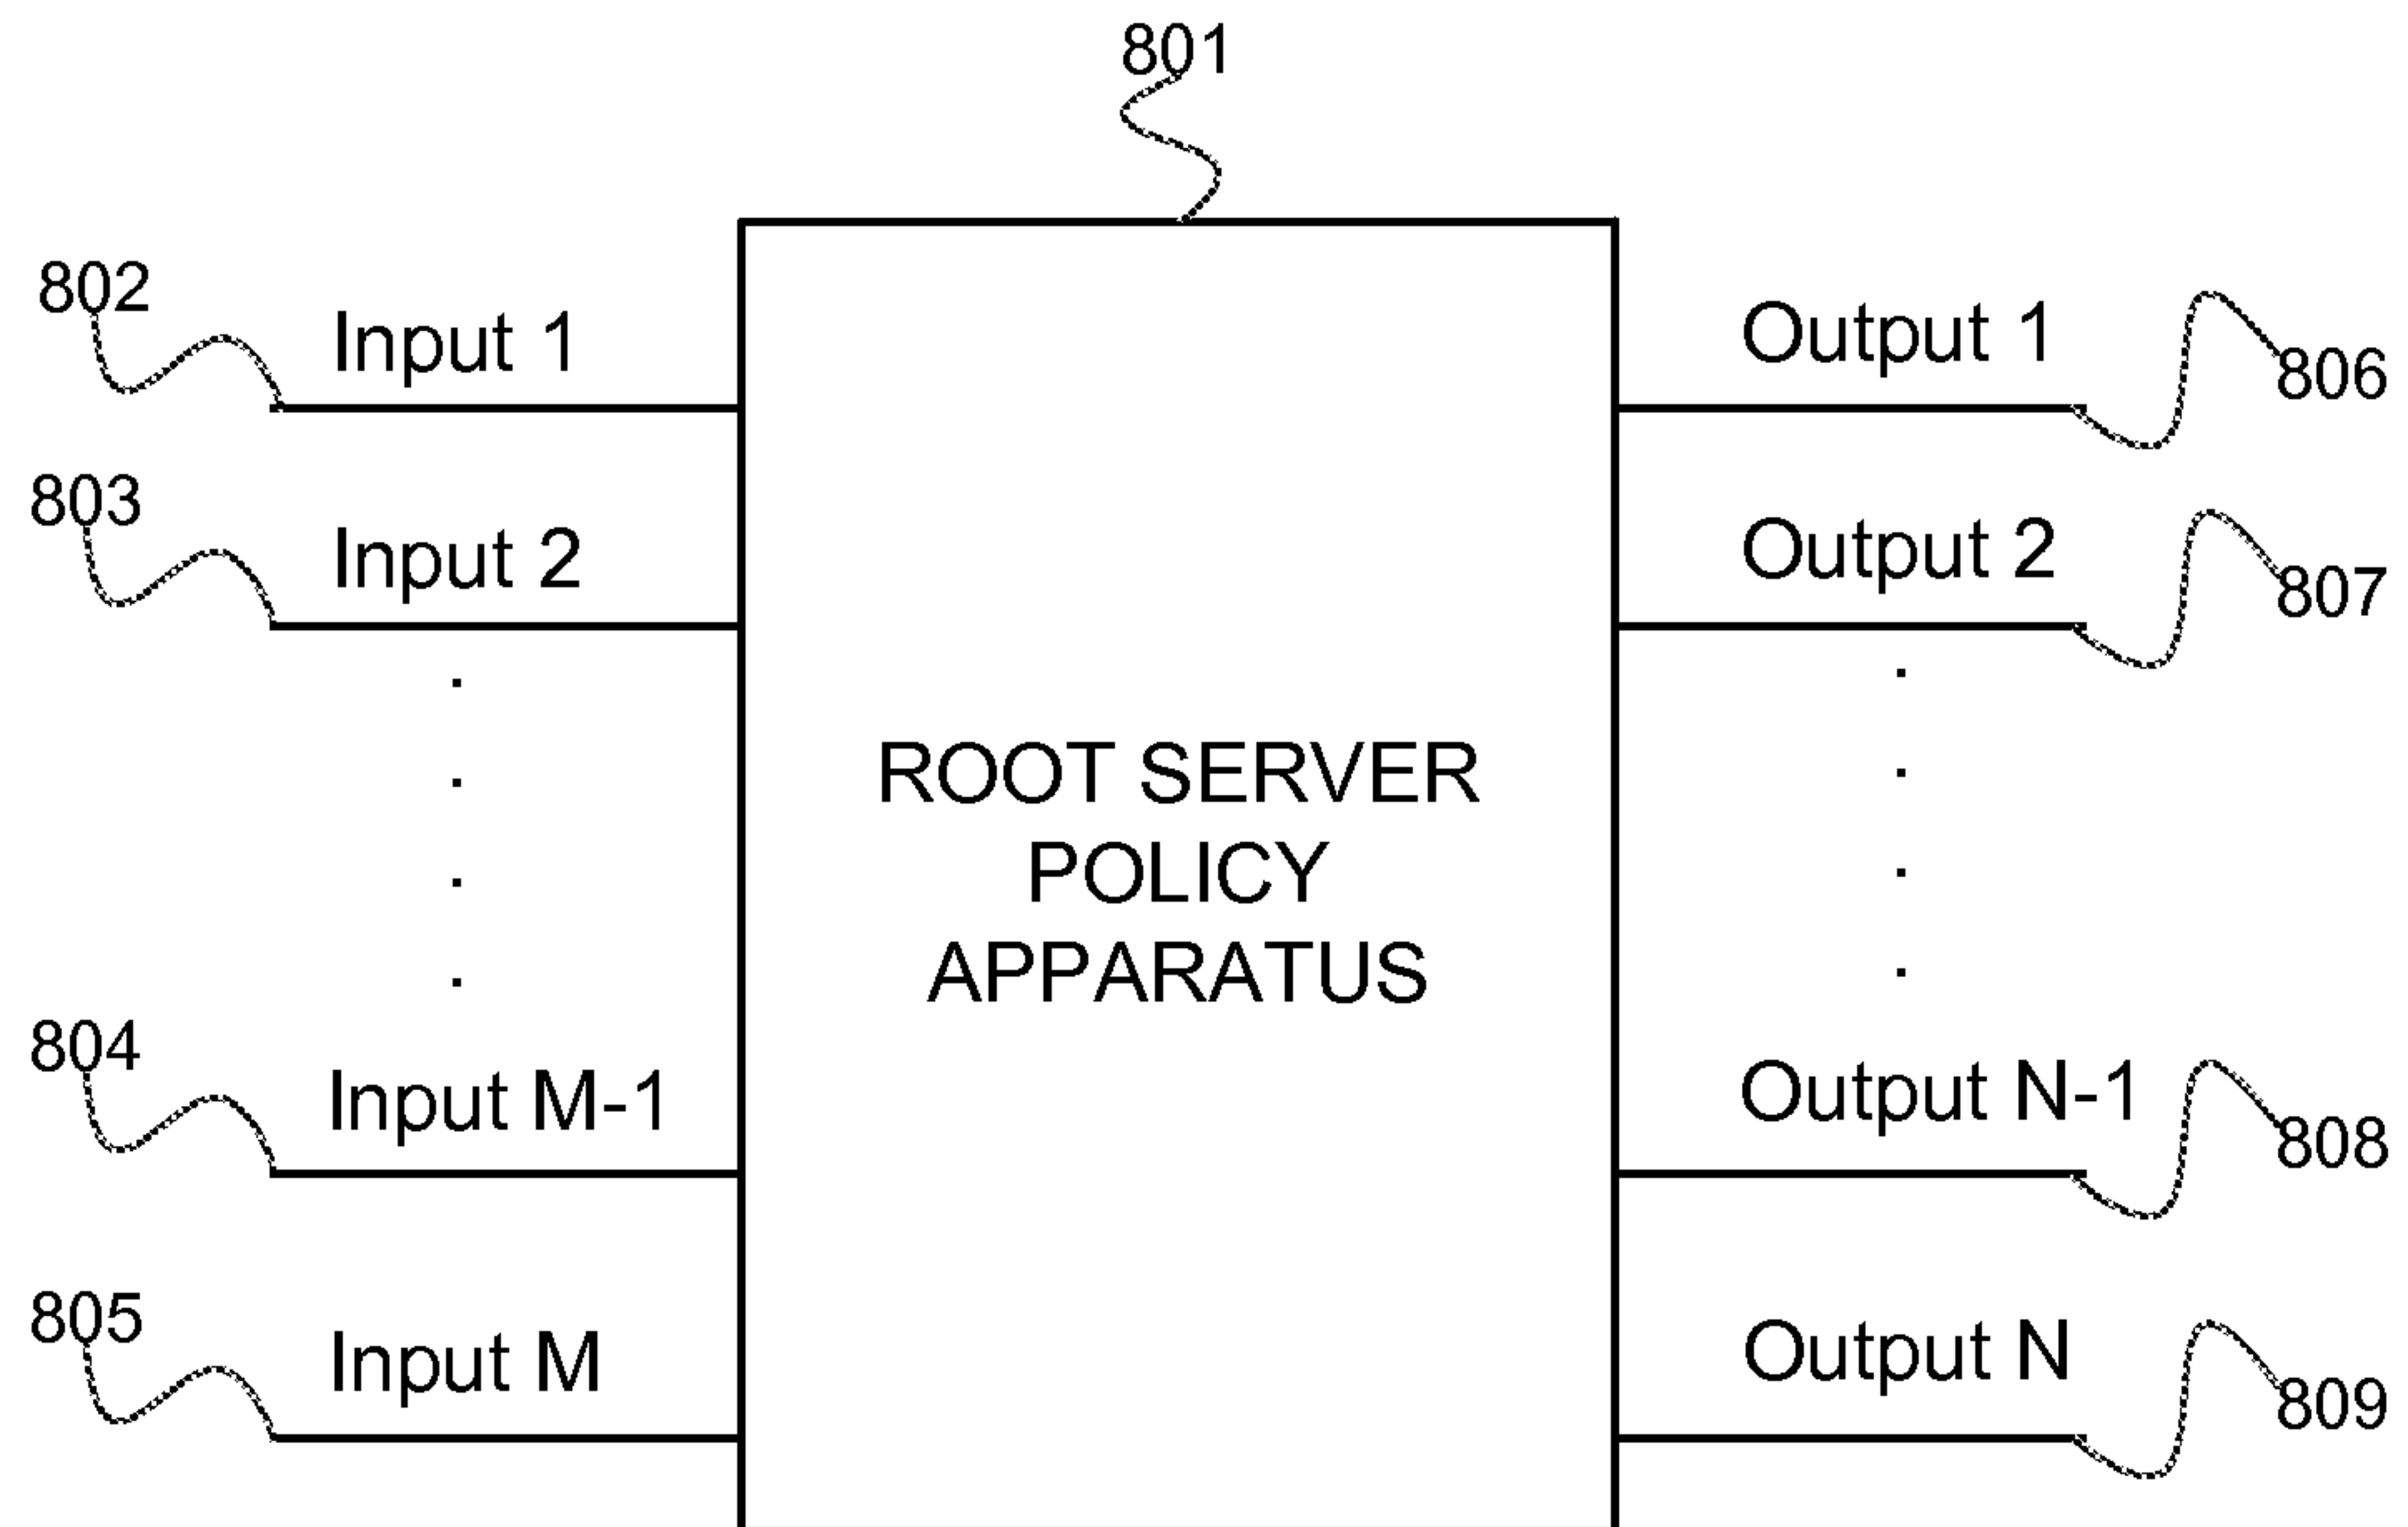 801
802
Input 1
Output 1
806
803
Input 2
Output 2
807
ROOT SERVER
POLICY
APPARATUS
804
Input M-1
Output N-1
808
805
Input M
Output N
809